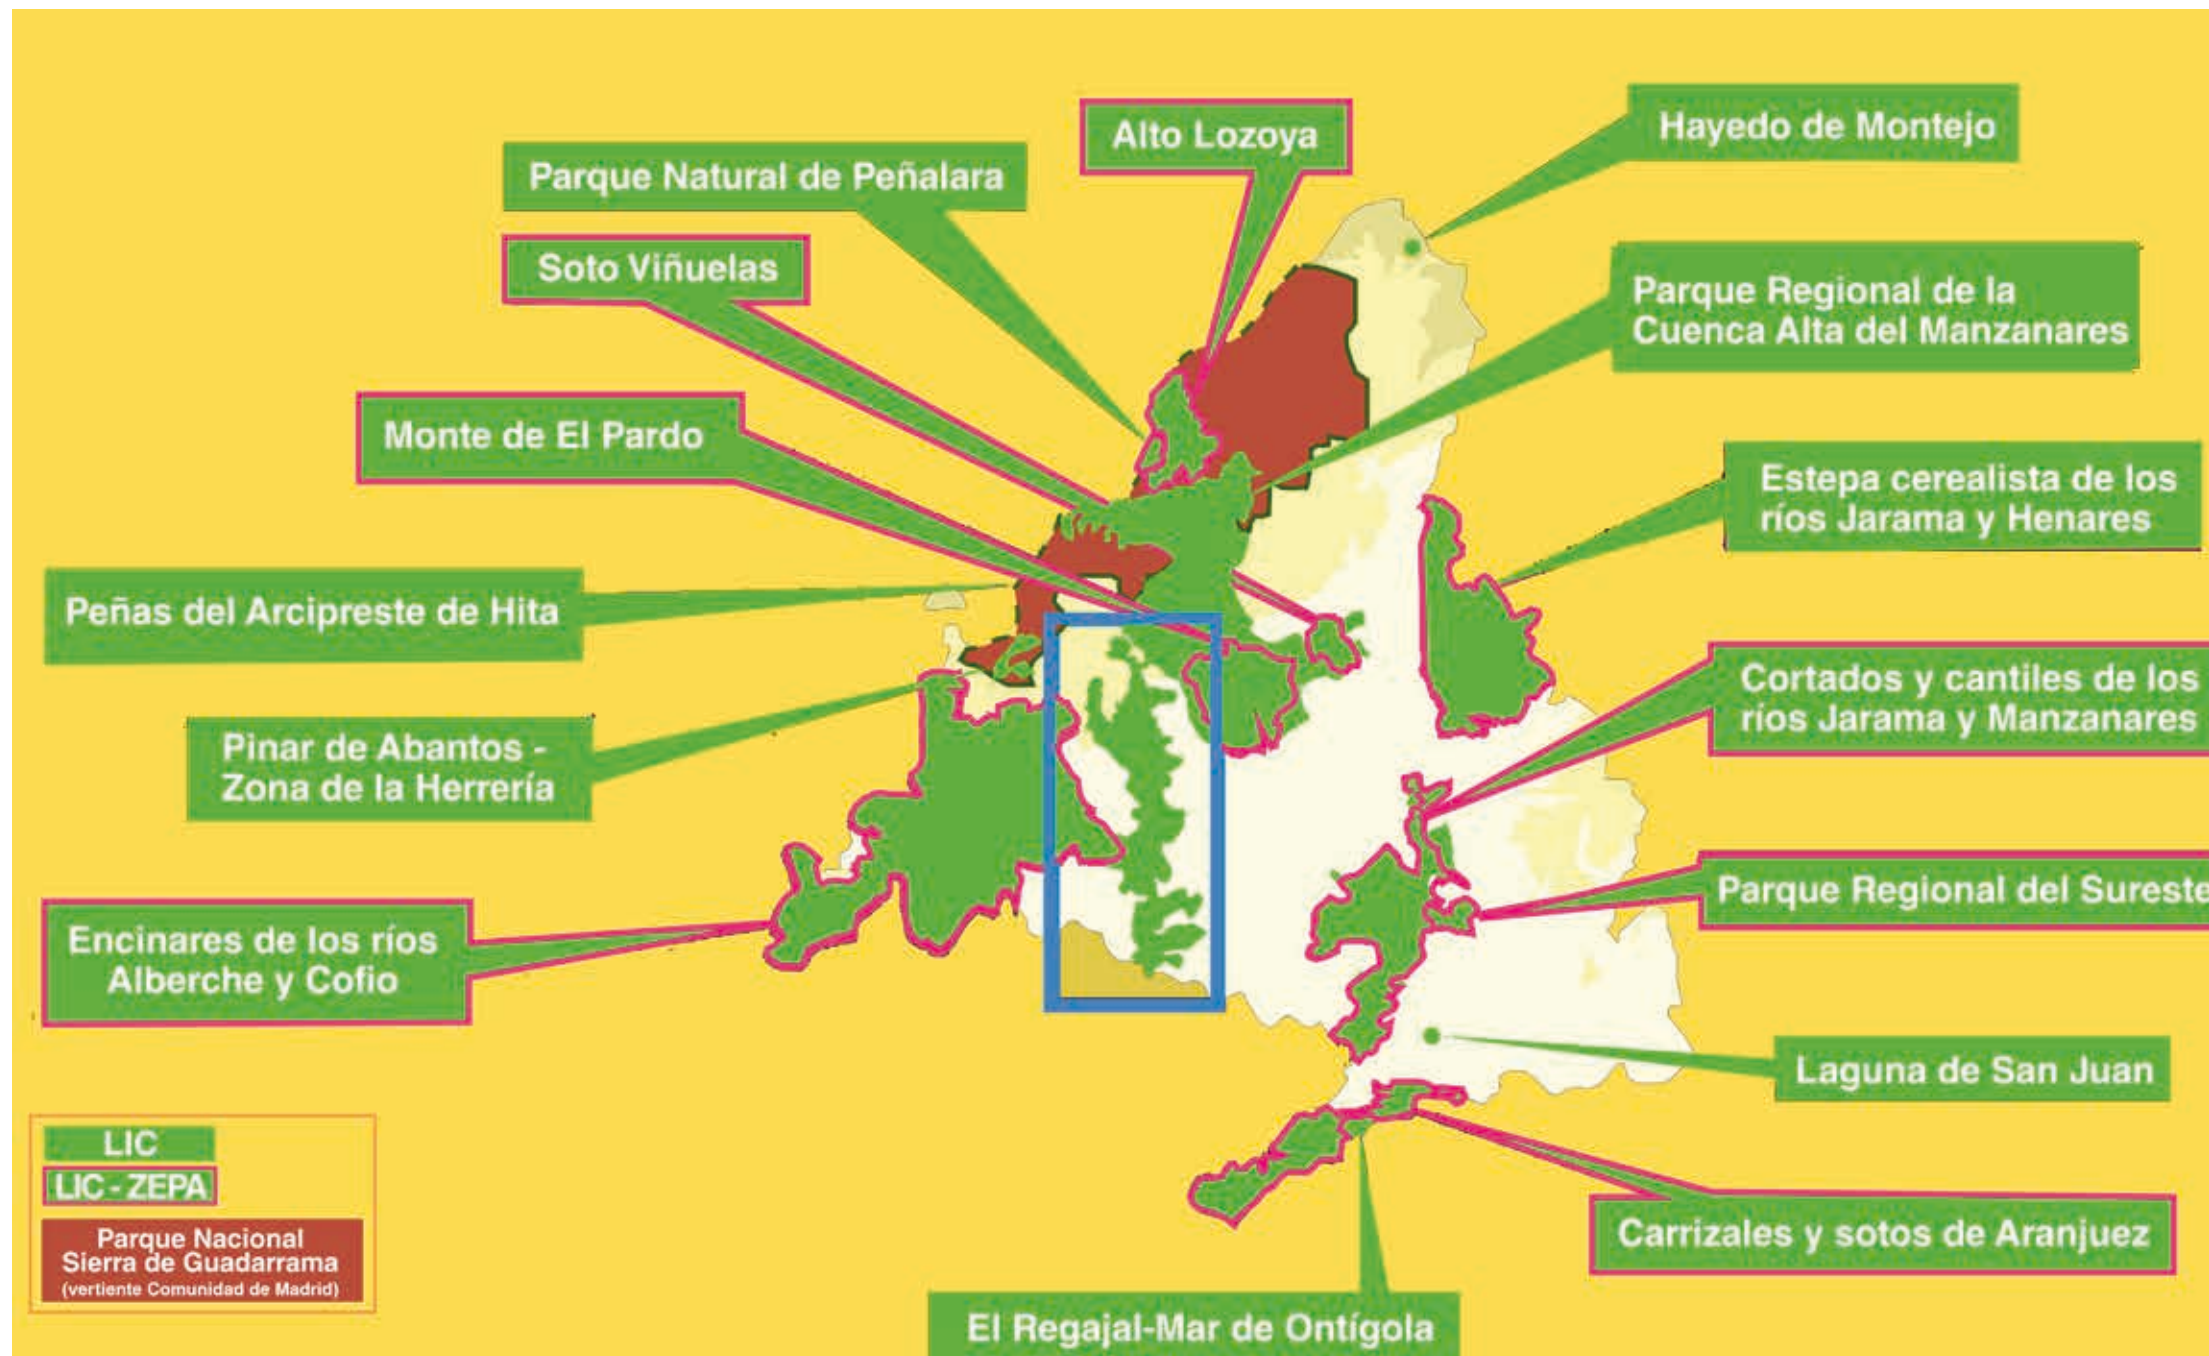 Alto Lozoya
Hayedo de Montejo
Parque Natural de Peñalara
Soto Viñuelas
Parque Regional de la
Cuenca Alta del Manzanares
Monte de El Pardo
Estepa cerealista de los
ríos Jarama y Henares
Peñas del Arcipreste de Hita
Cortados y cantiles de los
ríos Jarama y Manzanares
Pinar de Abantos -
Zona de la Herrería
Parque Regional del Sureste
Encinares de los ríos
Alberche y Cofio
Laguna de San Juan
LIC
LIC - ZEPA
Parque Nacional
Sierra de Guadarrama
(vertiente Comunidad de Madrid)
Carrizales y sotos de Aranjuez
El Regajal-Mar de Ontígola